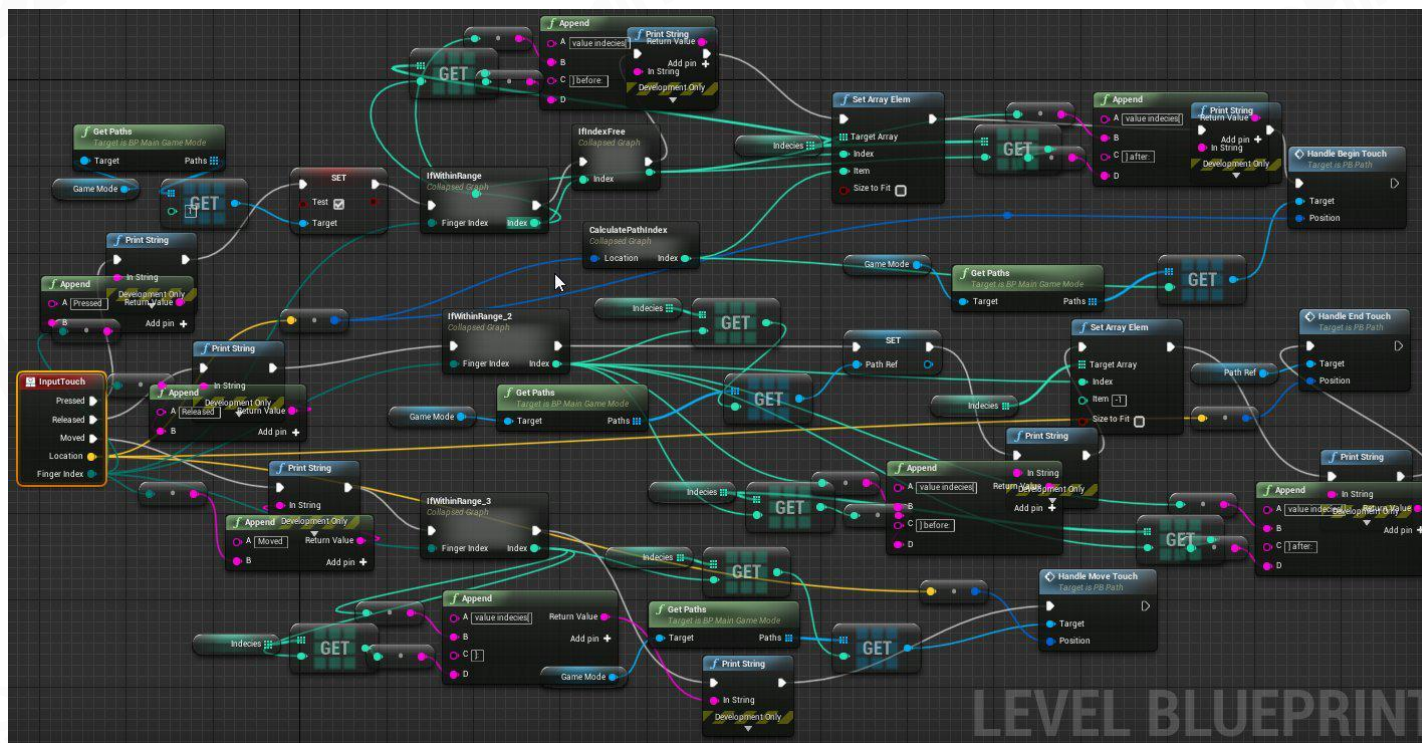 Append
A value indecies[
B
C ] before:
D
Print String
Return Value
Add pin +
In String
Development Only
GET
Get Paths
Target is BP Main Game Mode
Target
Paths
Game Mode
GET
1
SET
Test
Target
IfWithinRange
Collapsed Graph
Finger Index
Index
IfIndexFree
Collapsed Graph
Index
Indecies
Set Array Elem
Target Array
Index
Item
Size to Fit
GET
Append
A value indecies[
B
C ] after:
D
Print String
Return Value
Add pin +
In String
Development Only
Handle Begin Touch
Target is PB Path
Target
Position
Print String
In String
Development Only
Append
A Pressed
Return Value
B
Add pin +
CalculatePathIndex
Collapsed Graph
Location
Index
Game Mode
Get Paths
Target is BP Main Game Mode
Target
Paths
GET
InputTouch
Pressed
Released
Moved
Location
Finger Index
Print String
In String
Development Only
Append
A Released
Return Value
B
Add pin +
IfWithinRange_2
Collapsed Graph
Finger Index
Index
Indecies
GET
Game Mode
Get Paths
Target is BP Main Game Mode
Target
Paths
GET
SET
Path Ref
Indecies
Set Array Elem
Target Array
Index
Item -1
Size to Fit
Path Ref
Handle End Touch
Target is PB Path
Target
Position
Print String
In String
Development Only
Append
A value indecies[
Return Value
B
Add pin +
C ] before:
D
Indecies
GET
GET
Print String
In String
Development Only
Append
A value indecies[
Return Value
B
Add pin +
C ] after:
D
Print String
In String
Development Only
Append
A Moved
Return Value
B
Add pin +
IfWithinRange_3
Collapsed Graph
Finger Index
Index
Indecies
GET
Indecies
GET
Append
A value indecies[
Return Value
B
Add pin +
C ]:
D
Game Mode
Get Paths
Target is BP Main Game Mode
Target
Paths
GET
Print String
In String
Development Only
Handle Move Touch
Target is PB Path
Target
Position
LEVEL BLUEPRINT